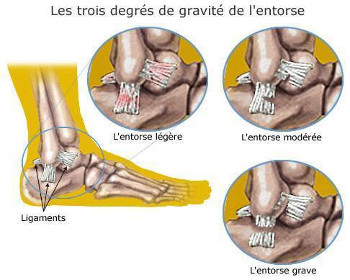 Les trois degrés de gravité de l'entorse
L'entorse légère
L'entorse modérée
Ligaments
L'entorse grave